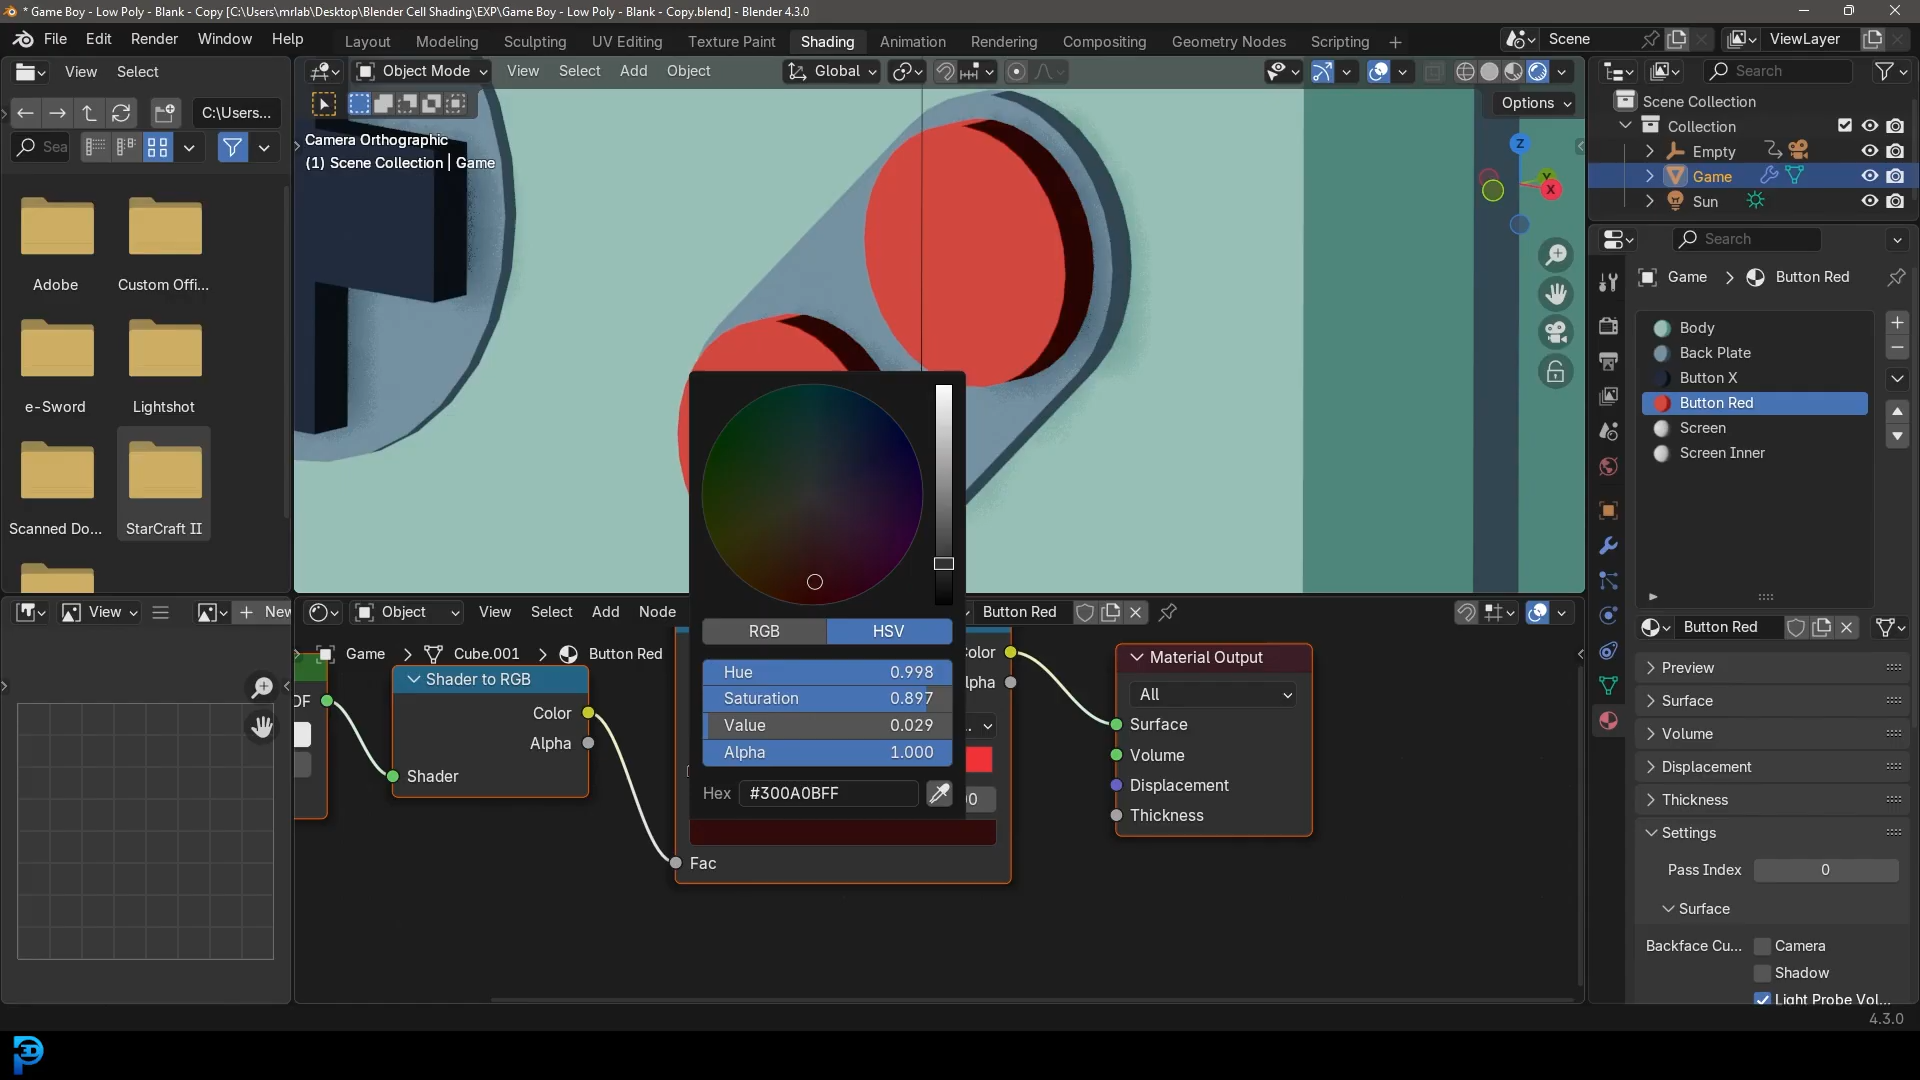 * Game Boy - Low Poly - Blank - Copy [C:\Users\mrlab\Desktop\Blender Cell Shading\EXP\Game Boy - Low Poly - Blank - Copy.blend] - Blender 4.3.0
File Edit Render Window Help
Layout Modeling Sculpting UV Editing Texture Paint Shading Animation Rendering Compositing Geometry Nodes Scripting
Scene
ViewLayer
View Select
C:\Users...
Sea
Adobe
Custom Offi...
e-Sword
Lightshot
Scanned Do...
StarCraft II
Object Mode View Select Add Object Global
Options
Camera Orthographic
(1) Scene Collection | Game
Z
Y
X
Search
Scene Collection
Collection
Empty
Game
Sun
Search
Game > Button Red
Body
Back Plate
Button X
Button Red
Screen
Screen Inner
Button Red
Preview
Surface
Volume
Displacement
Thickness
Settings
Pass Index 0
Surface
Backface Cu... Camera
Shadow
Light Probe Vol...
RGB HSV
Hue 0.998
Saturation 0.897
Value 0.029
Alpha 1.000
Hex #300A0BFF
View
New
Object View Select Add Node
Button Red
Game > Cube.001 > Button Red
DF
Shader to RGB
Color
Alpha
Shader
olor
lpha
Fac
Material Output
All
Surface
Volume
Displacement
Thickness
4.3.0